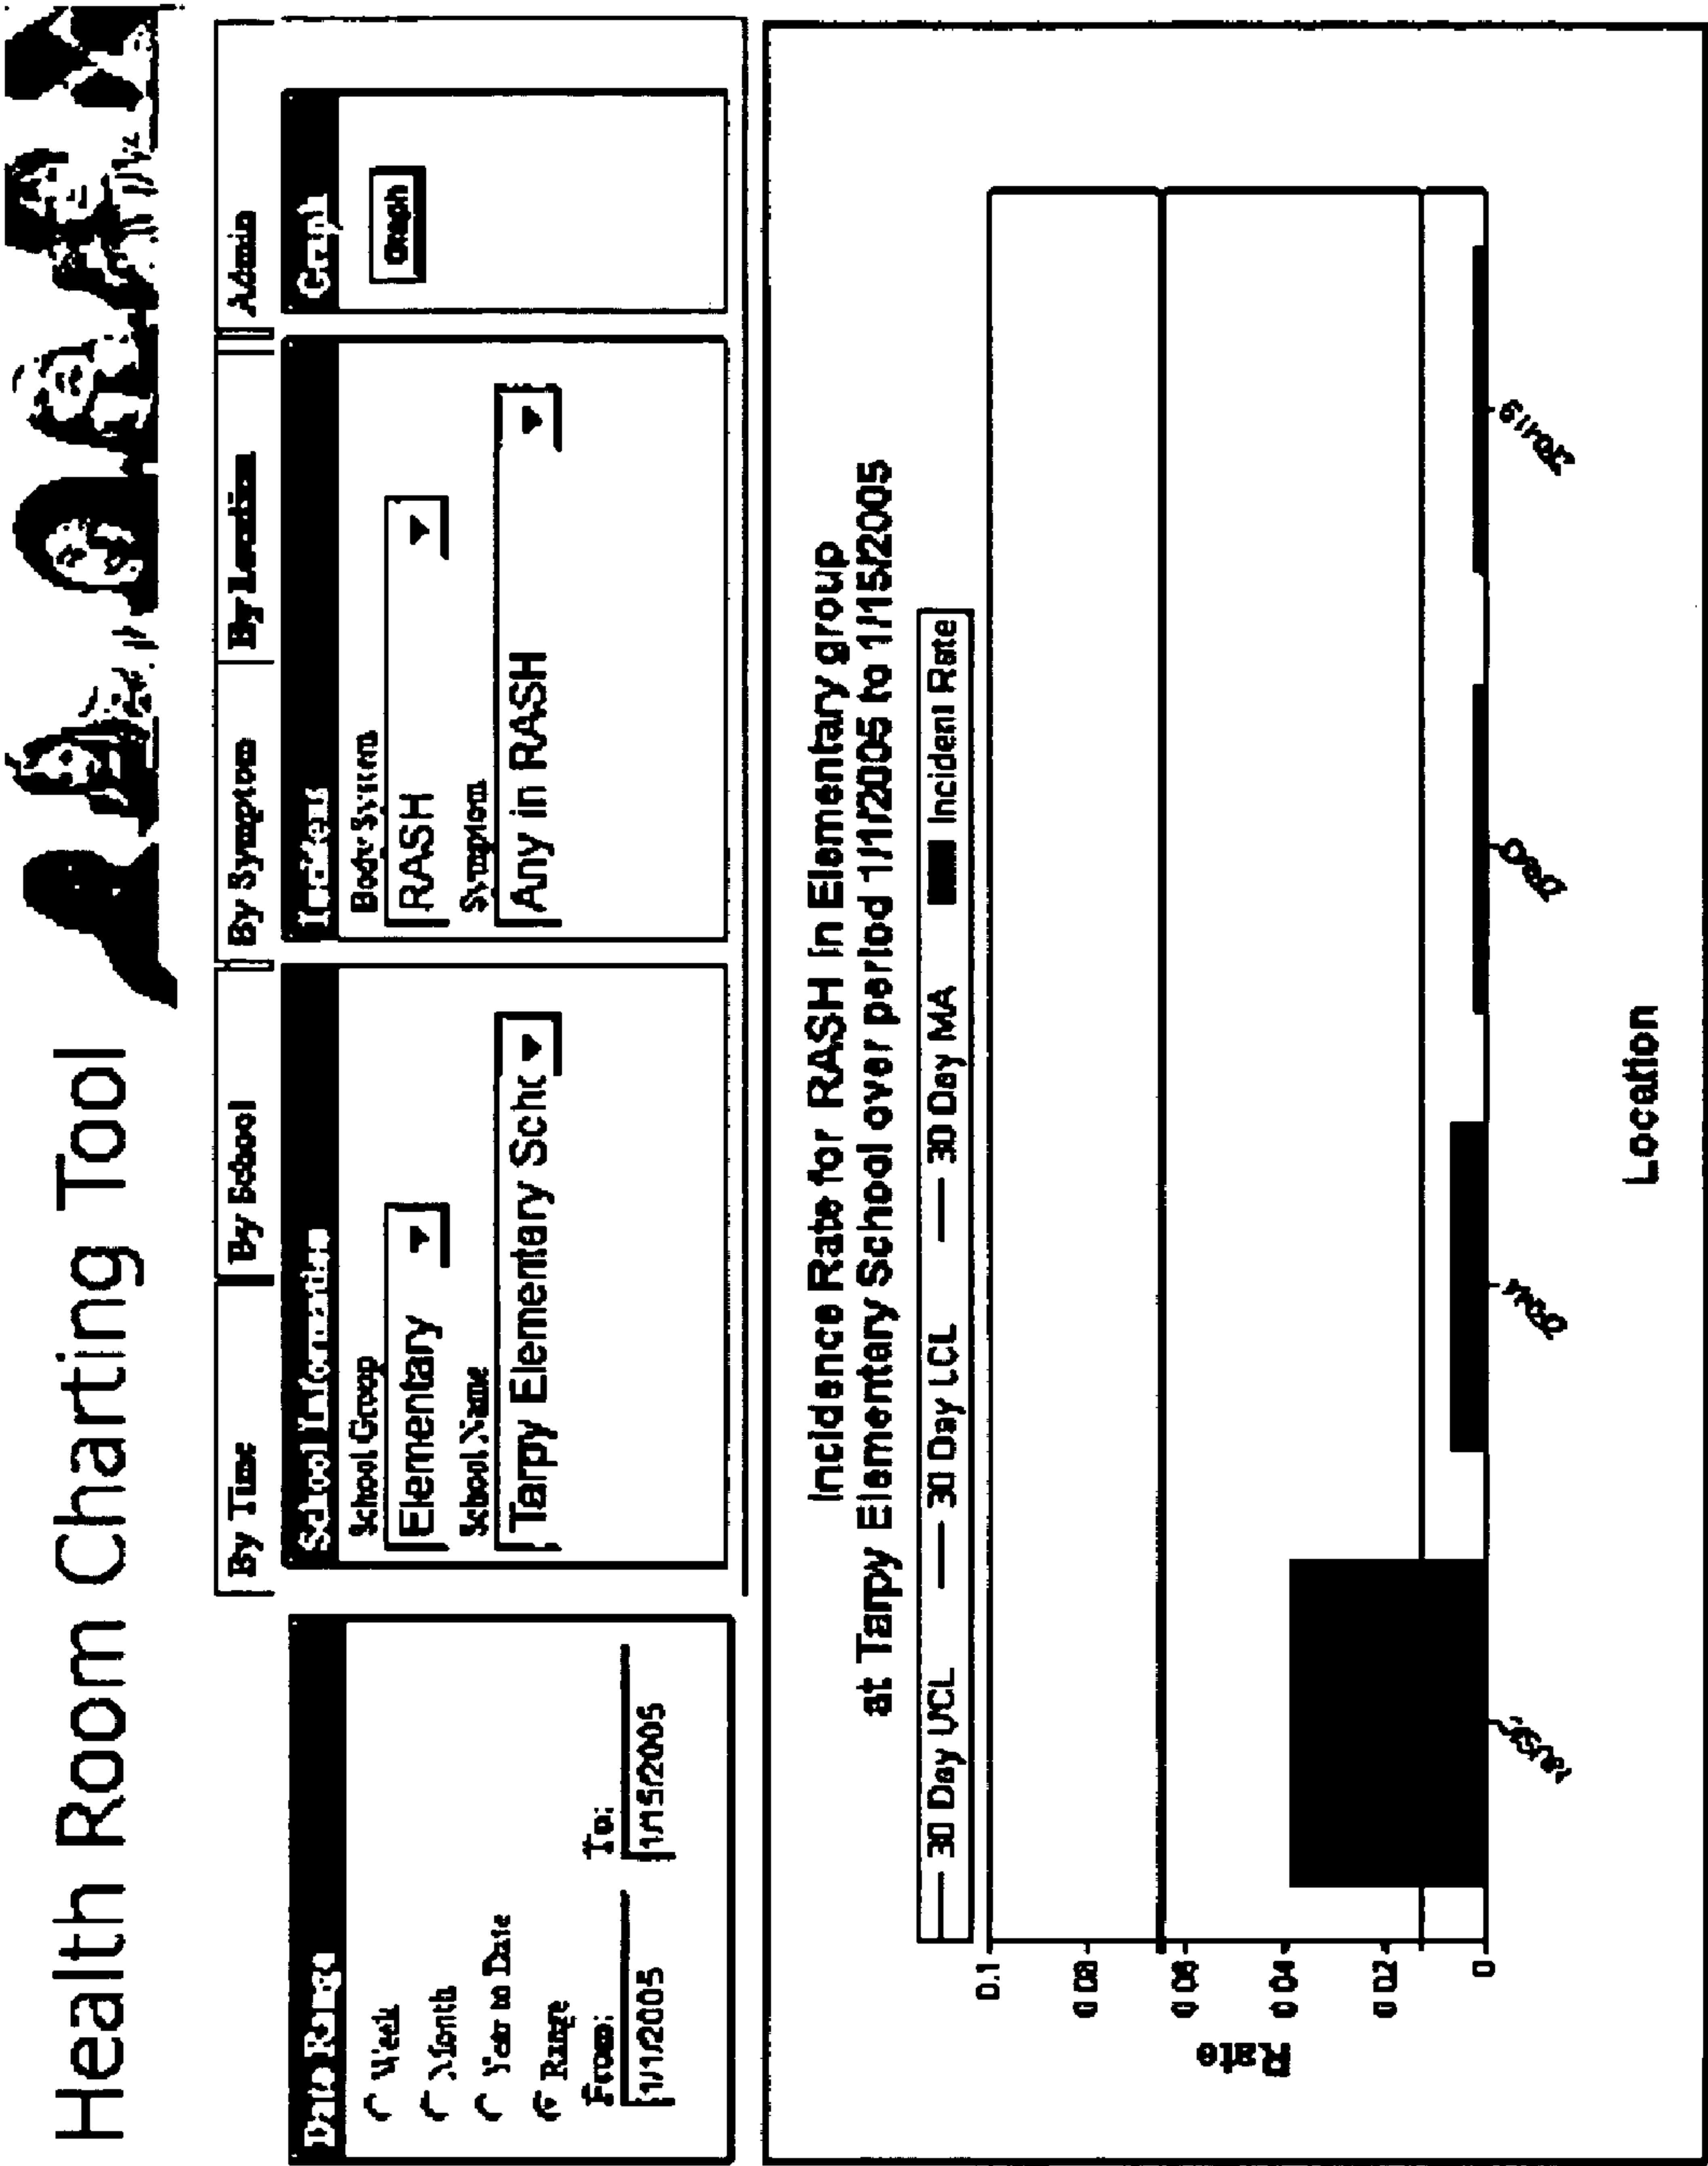 Health Room Charting Tool
By Time
By School
By Symptom
By Location
Admin
Date Range
Week
Month
Year to Date
Range
From:
To:
1/1/2005
1/15/2005
School Information
School Group
Elementary
School Name
Tarpy Elementary Scho
Incident
Body System
RASH
Symptom
Any in RASH
Graph
Graph
Incidence Rate for RASH in Elementary group
at Tarpy Elementary School over period 1/1/2005 to 1/15/2005
30 Day UCL 30 Day LCL 30 Day MA Incident Rate
Rate
0.1
0.08
0.06
0.04
0.02
0
Location